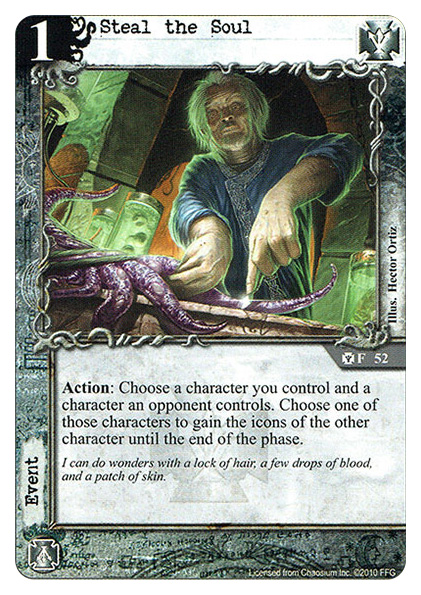 1
Steal the Soul
Illus. Hector Ortiz
F 52
Action: Choose a character you control and a
character an opponent controls. Choose one of
those characters to gain the icons of the other
character until the end of the phase.
I can do wonders with a lock of hair, a few drops of blood,
and a patch of skin.
Event
Licensed from Chaosium Inc. ©2010 FFG